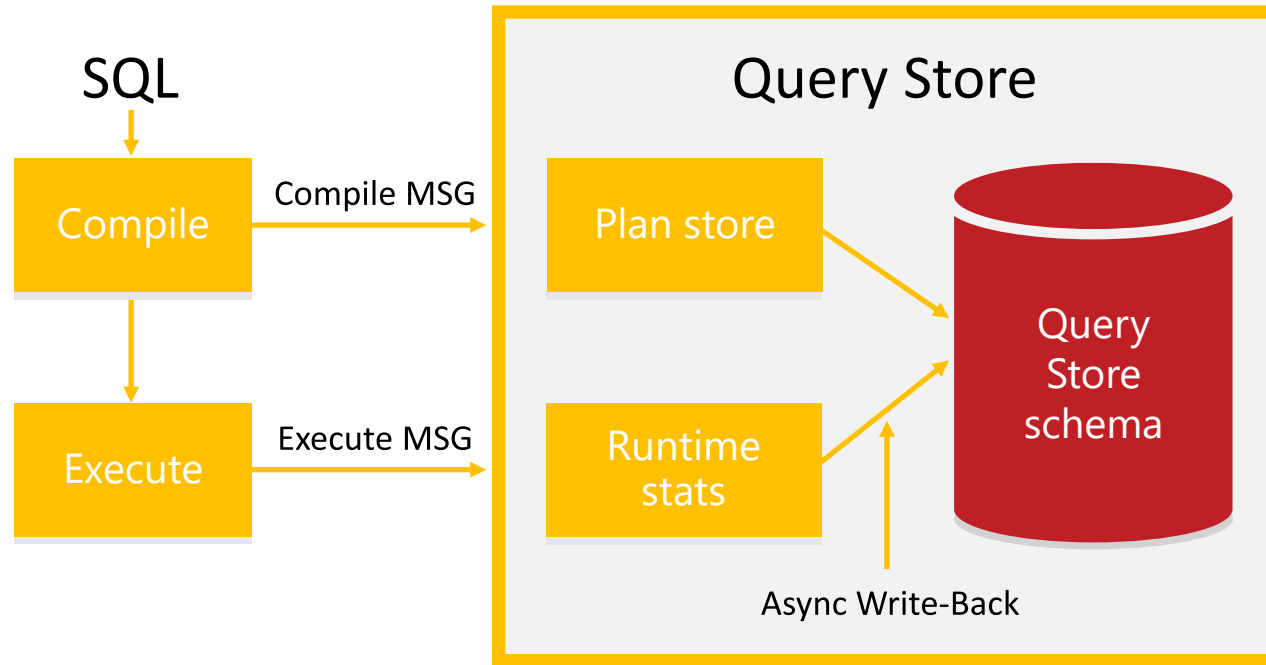 SQL
Query Store
Compile
Compile MSG
Plan store
Query
Store
schema
Execute
Execute MSG
Runtime
stats
Async Write-Back